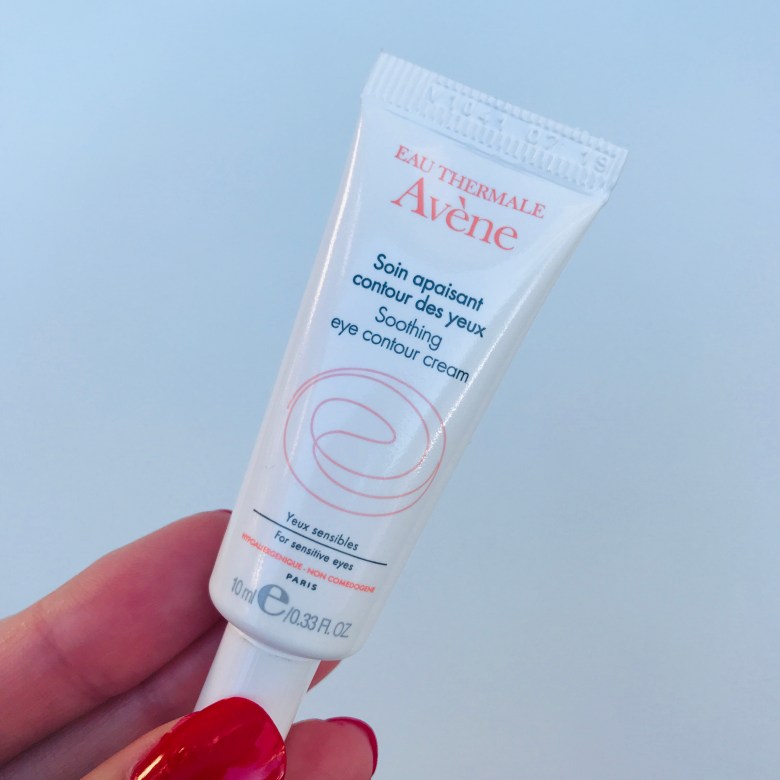 EAU THERMALE
Avène
Soin apaisant
contour des yeux
Soothing
eye contour cream
Yeux sensibles
For sensitive eyes
HYPOALLERGÉNIQUE - NON COMEDOGÈNE
PARIS
10 ml e/0.33 Fl. OZ